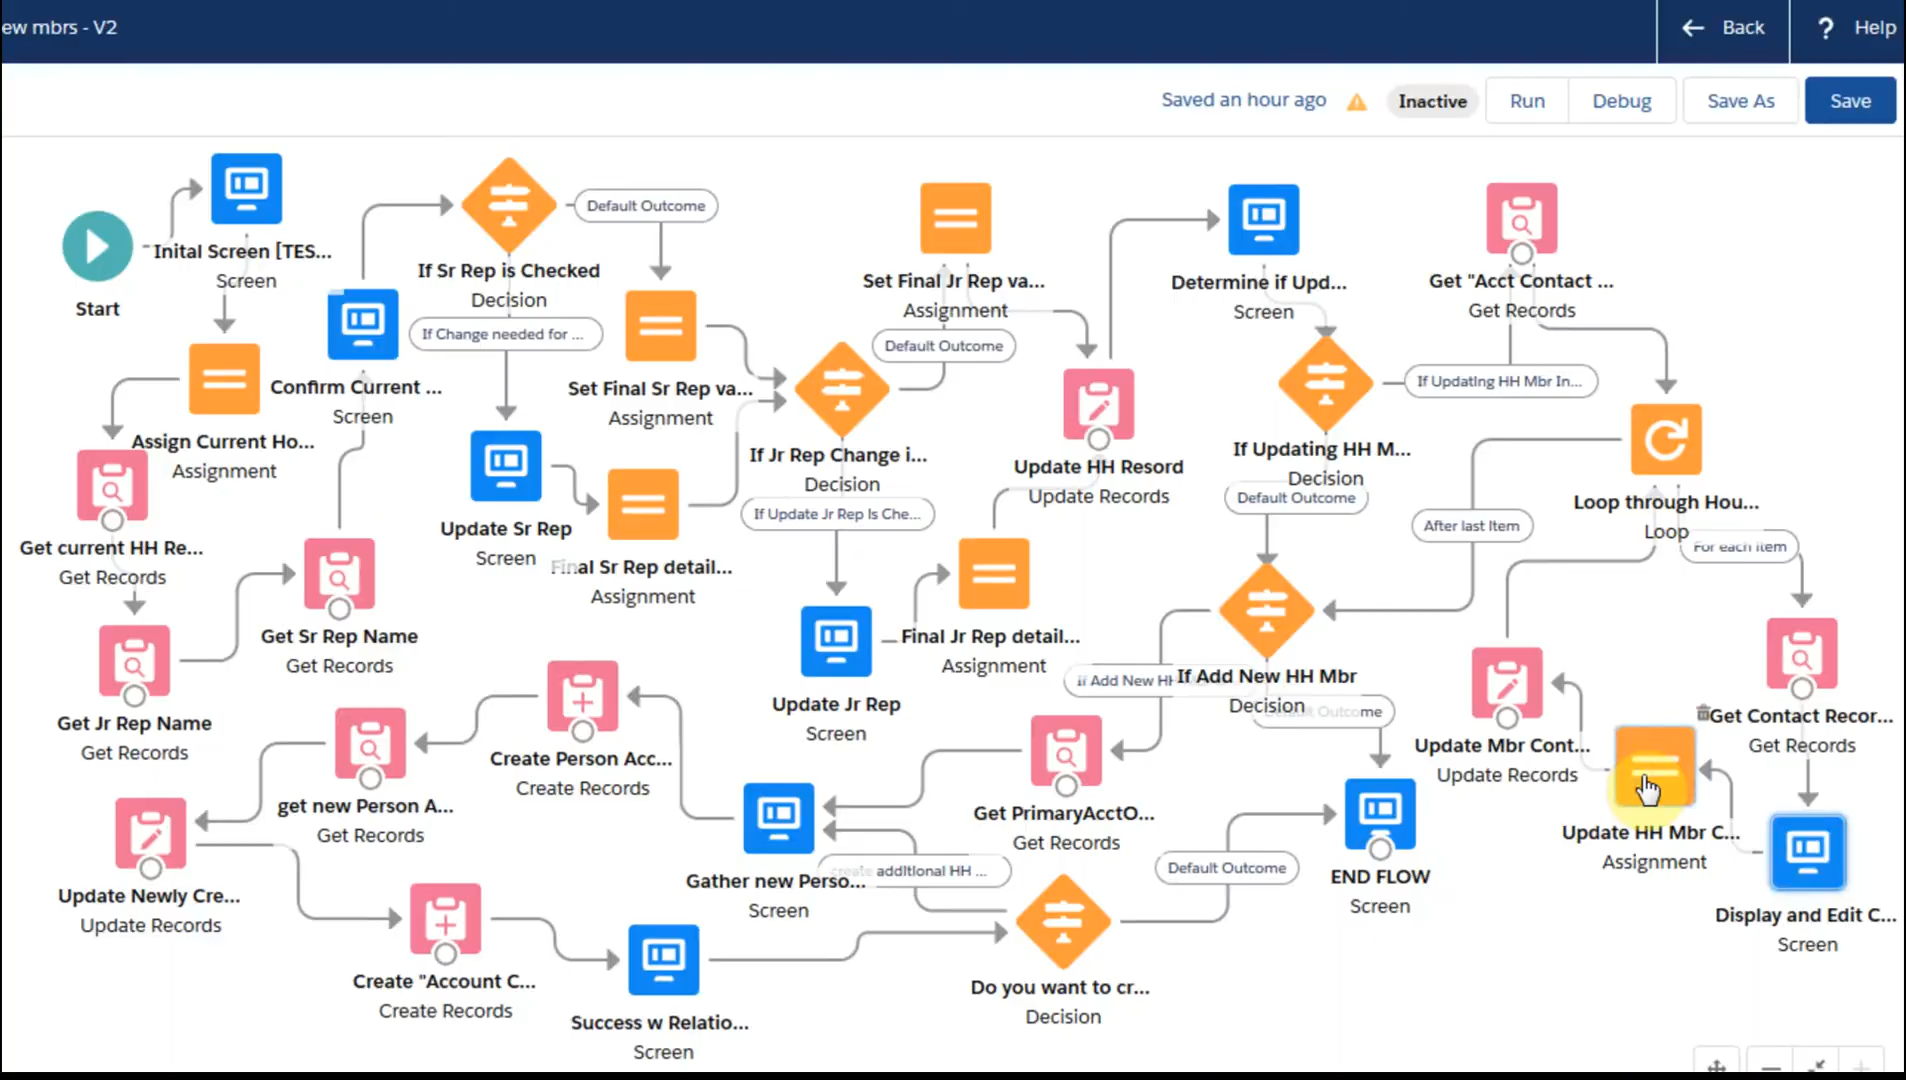 ew mbrs - V2
Back
? Help
Saved an hour ago
Inactive
Run
Debug
Save As
Save
Start
Inital Screen [TES...
Screen
Assign Current Ho...
Assignment
Get current HH Re...
Get Records
Get Jr Rep Name
Get Records
Get Sr Rep Name
Get Records
Confirm Current ...
Screen
If Sr Rep is Checked
Decision
Default Outcome
If Change needed for ...
Set Final Sr Rep va...
Assignment
Update Sr Rep
Screen
Final Sr Rep detail...
Assignment
If Jr Rep Change i...
Decision
Default Outcome
If Update Jr Rep Is Che...
Set Final Jr Rep va...
Assignment
Update Jr Rep
Screen
Final Jr Rep detail...
Assignment
Update HH Resord
Update Records
Determine if Upd...
Screen
If Updating HH M...
Decision
If Updating HH Mbr In...
Default Outcome
Get "Acct Contact ...
Get Records
Loop through Hou...
Loop
After last Item
For each item
Get Contact Recor...
Get Records
Display and Edit C...
Screen
Update HH Mbr C...
Assignment
Update Mbr Cont...
Update Records
If Add New HH Mbr
Decision
If Add New HH
Default Outcome
Get PrimaryAcctO...
Get Records
Gather new Perso...
Screen
Create Person Acc...
Create Records
get new Person A...
Get Records
Update Newly Cre...
Update Records
Create "Account C...
Create Records
Success w Relatio...
Screen
Do you want to cr...
Decision
create additional HH ...
Default Outcome
END FLOW
Screen